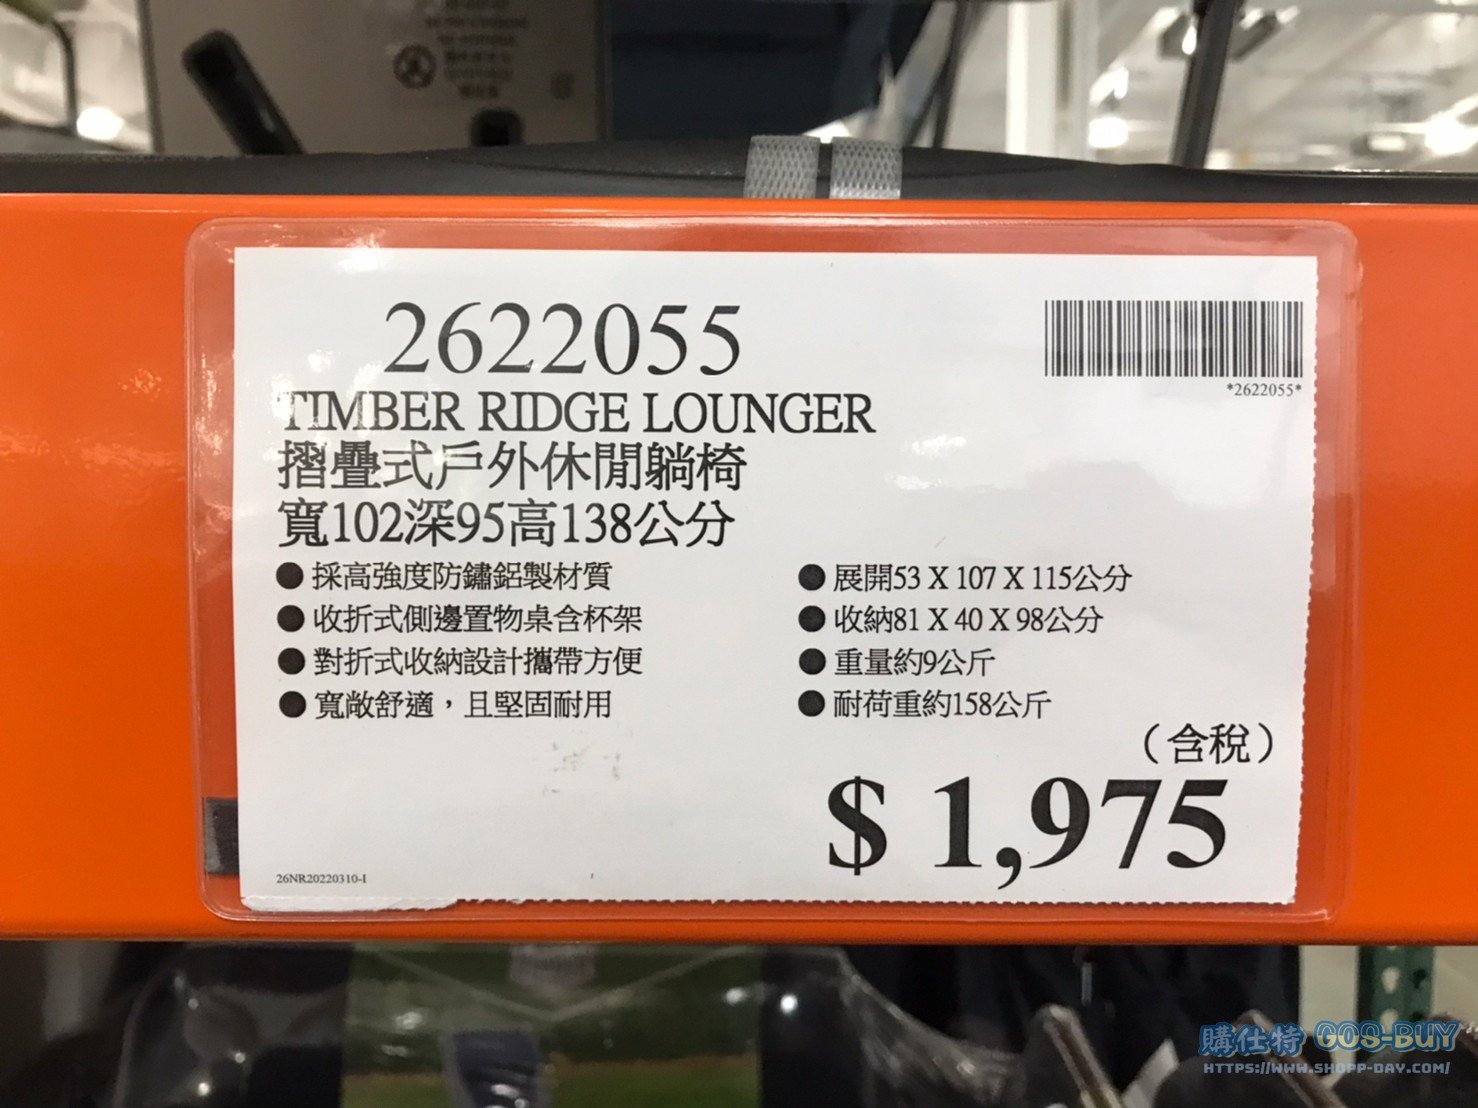 2622055
*2622055*
TIMBER RIDGE LOUNGER
摺疊式戶外休閒躺椅
寬102深95高138公分
● 採高強度防鏽鋁製材質
● 收折式側邊置物桌含杯架
● 對折式收納設計攜帶方便
● 寬敞舒適，且堅固耐用
● 展開53 X 107 X 115公分
● 收納81 X 40 X 98公分
● 重量約9公斤
● 耐荷重約158公斤
（含稅）
$ 1,975
26NR20220310-I
購仕特 GOS-BUY
HTTPS://WWW.SHOPP-DAY.COM/